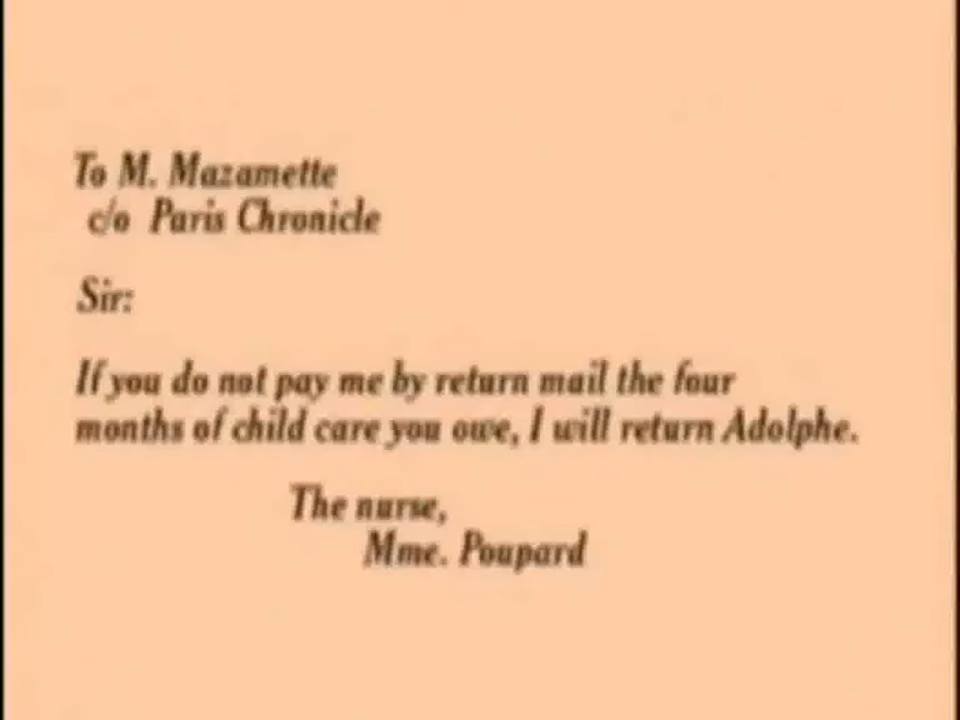 To M. Mazamette
c/o Paris Chronicle
Sir:
If you do not pay me by return mail the four
months of child care you owe, I will return Adolphe.
The nurse,
Mme. Poupard